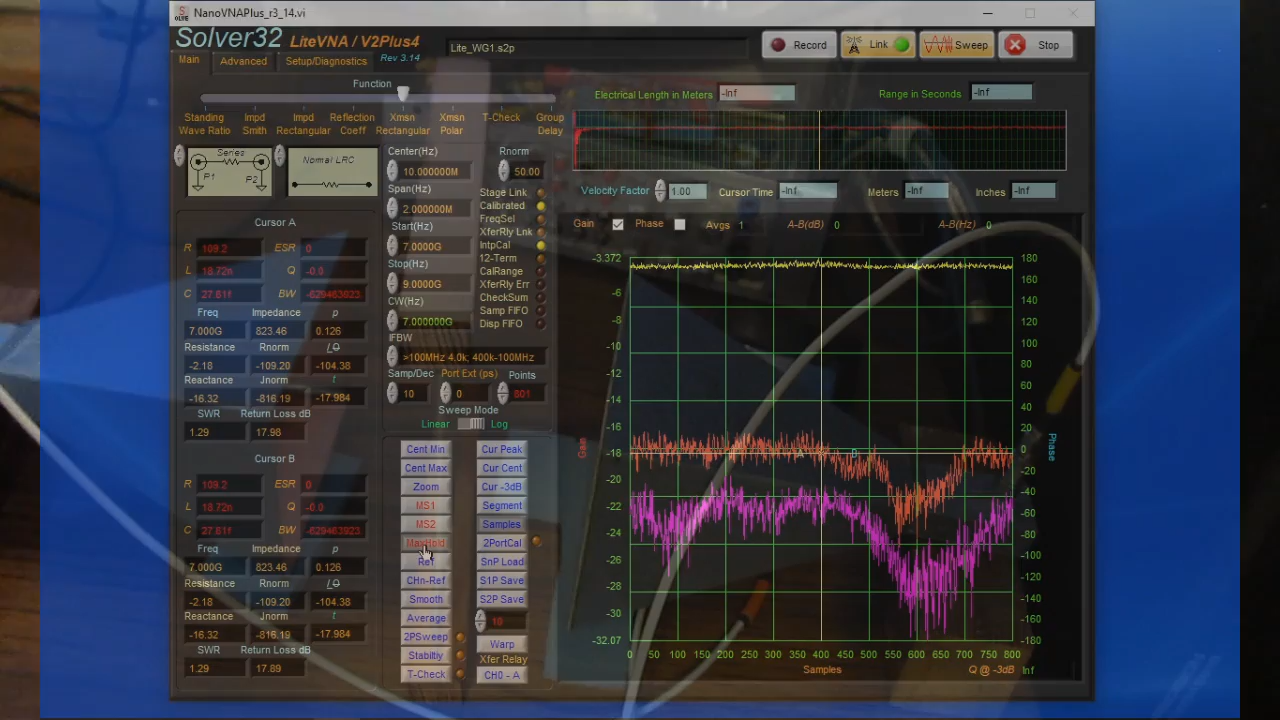 NanoVNAPlus_r3_14.vi
Solver32 LiteVNA / V2Plus4
Rev 3.14
Lite_WG1.s2p
Record
Link
Sweep
Stop
Main
Advanced
Setup/Diagnostics
Function
Standing Wave Ratio
Impd Smith
Impd Rectangular
Reflection Coeff
Xmsn Rectangular
Xmsn Polar
T-Check
Group Delay
Electrical Length in Meters -Inf
Range in Seconds -Inf
Velocity Factor 1.00
Cursor Time -Inf
Meters -Inf
Inches -Inf
Series
P1 P2
Normal LRC
Center(Hz)
10.000000M
Rnorm
50.00
Span(Hz)
2.000000M
Start(Hz)
7.0000G
Stop(Hz)
9.0000G
CW(Hz)
7.000000G
IFBW
>100MHz 4.0k; 400k-100MHz
Samp/Dec Port Ext (ps) Points
10 0 801
Sweep Mode
Linear Log
Stage Link
Calibrated
FreqSel
XferRly Lnk
IntpCal
12-Term
CalRange
XferRly Err
CheckSum
Samp FIFO
Disp FIFO
Cursor A
R 109.2 ESR 0
L 18.72n Q -0.0
C 27.61f BW -629463923
Freq Impedance ρ
7.000G 823.46 0.126
Resistance Rnorm /Θ
-2.18 -109.20 -104.38
Reactance Jnorm t
-16.32 -816.19 -17.984
SWR Return Loss dB
1.29 17.98
Cursor B
R 109.2 ESR 0
L 18.72n Q -0.0
C 27.61f BW -629463923
Freq Impedance ρ
7.000G 823.46 0.126
Resistance Rnorm /Θ
-2.18 -109.20 -104.38
Reactance Jnorm t
-16.32 -816.19 -17.984
SWR Return Loss dB
1.29 17.89
Cent Min Cur Peak
Cent Max Cur Cent
Zoom Cur -3dB
MS1 Segment
MS2 Samples
MaxHold 2PortCal
Ref SnP Load
CHn-Ref S1P Save
Smooth S2P Save
Average 10
2PSweep Warp
Stabiltiy Xfer Relay
T-Check CH0 - A
Gain Phase Avgs 1 A-B(dB) 0 A-B(Hz) 0
-3.372
-6
-8
-10
-12
-14
-16
-18
-20
-22
-24
-26
-28
-30
-32.07
Gain
A B
180
160
140
120
100
80
60
40
20
0
-20
-40
-60
-80
-100
-120
-140
-160
-180
Phase
0 50 100 150 200 250 300 350 400 450 500 550 600 650 700 750 800
Samples
Q @ -3dB Inf